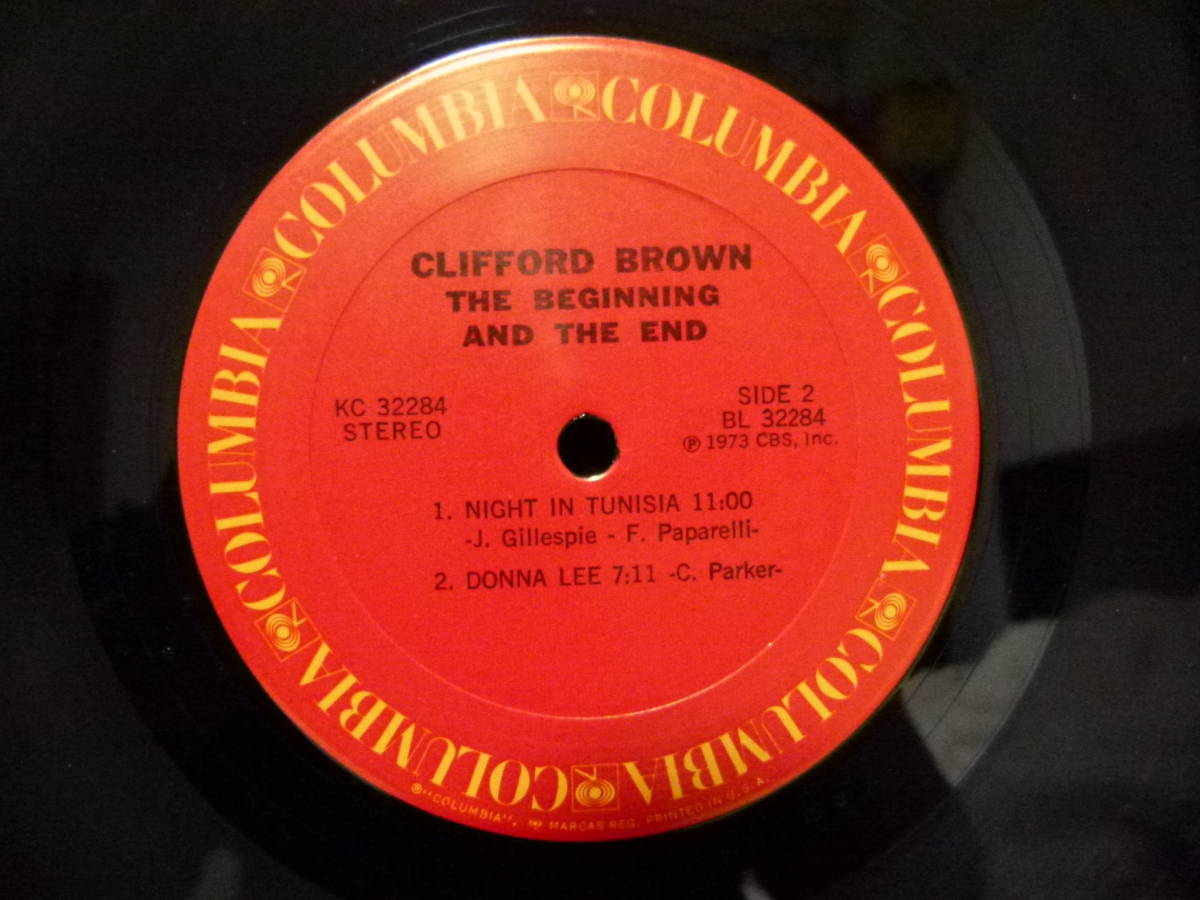 COLUMBIA COLUMBIA COLUMBIA COLUMBIA COLUMBIA COLUMBIA
CLIFFORD BROWN
THE BEGINNING
AND THE END
KC 32284
STEREO
SIDE 2
BL 32284
Ⓟ 1973 CBS, Inc.
1. NIGHT IN TUNISIA 11:00
-J. Gillespie - F. Paparelli-
2. DONNA LEE 7:11 -C. Parker-
®"COLUMBIA", MARCAS REG. PRINTED IN U.S.A.